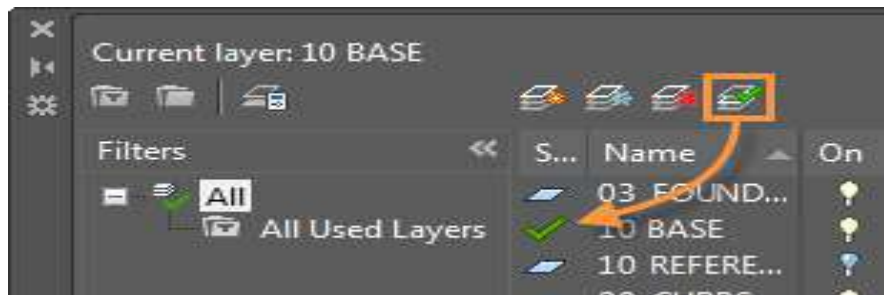 Current layer: 10 BASE
Filters
S... Name On
All
03 FOUND...
All Used Layers
10 BASE
10 REFERE...